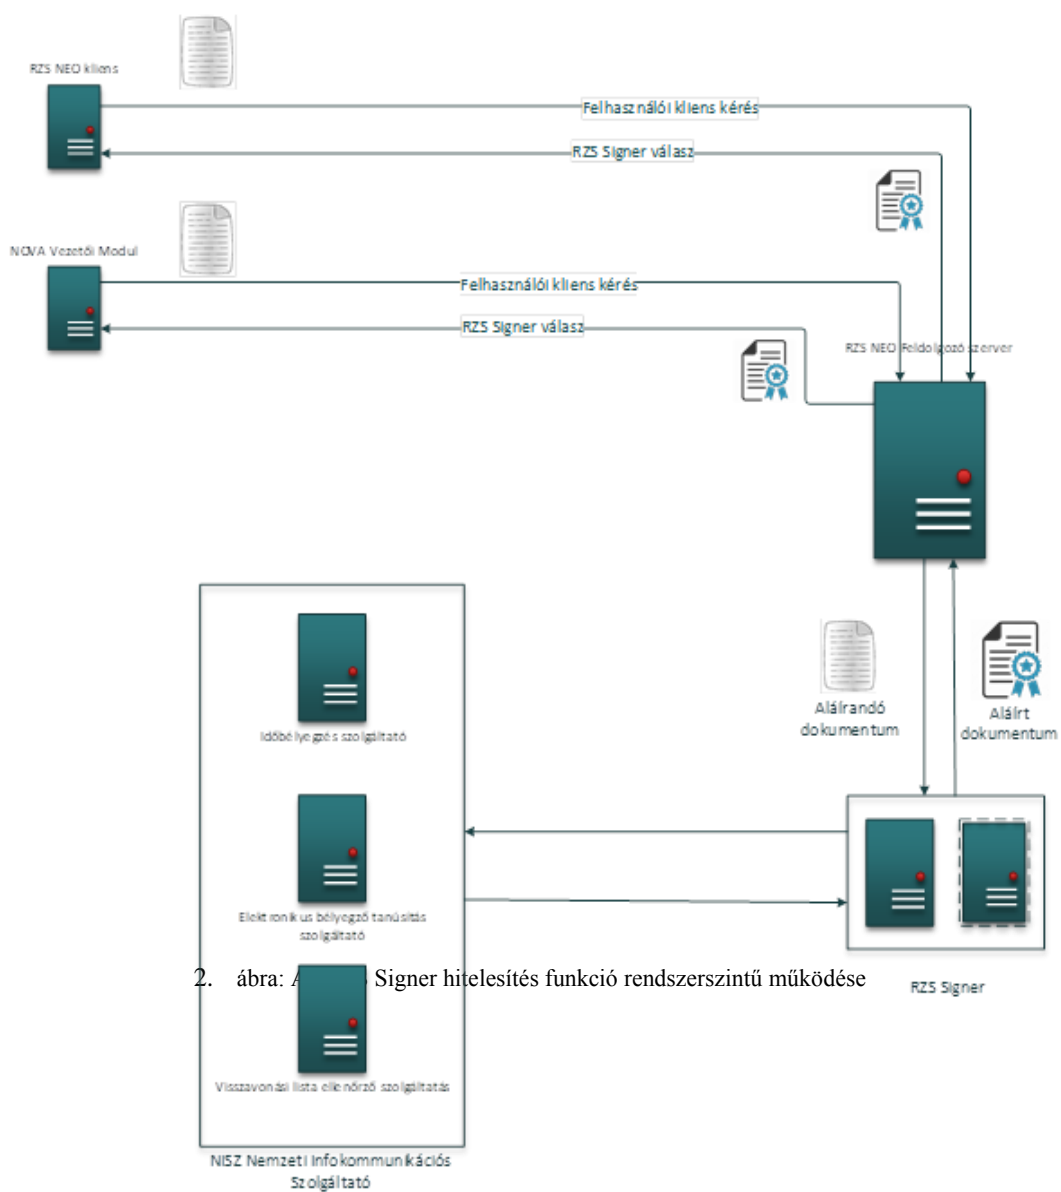 RZS NEO kliens
Felhasználói kliens kérés
RZS Signer válasz
NOVA Vezetői Modul
Felhasználói kliens kérés
RZS Signer válasz
RZS NEO Feldolgozó szerver
Aláírandó
dokumentum
Aláírt
dokumentum
Időbélyegzés szolgáltató
Elektronikus bélyegző tanúsítás
szolgáltató
2. ábra: A Signer hitelesítés funkció rendszerszintű működése
RZS Signer
Visszavonási lista ellenőrző szolgáltatás
NISZ Nemzeti Infokommunikációs
Szolgáltató